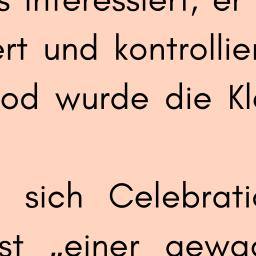 s interessiert, er
ert und kontrollier
od wurde die Kl
sich Celebrati
st „einer gewa